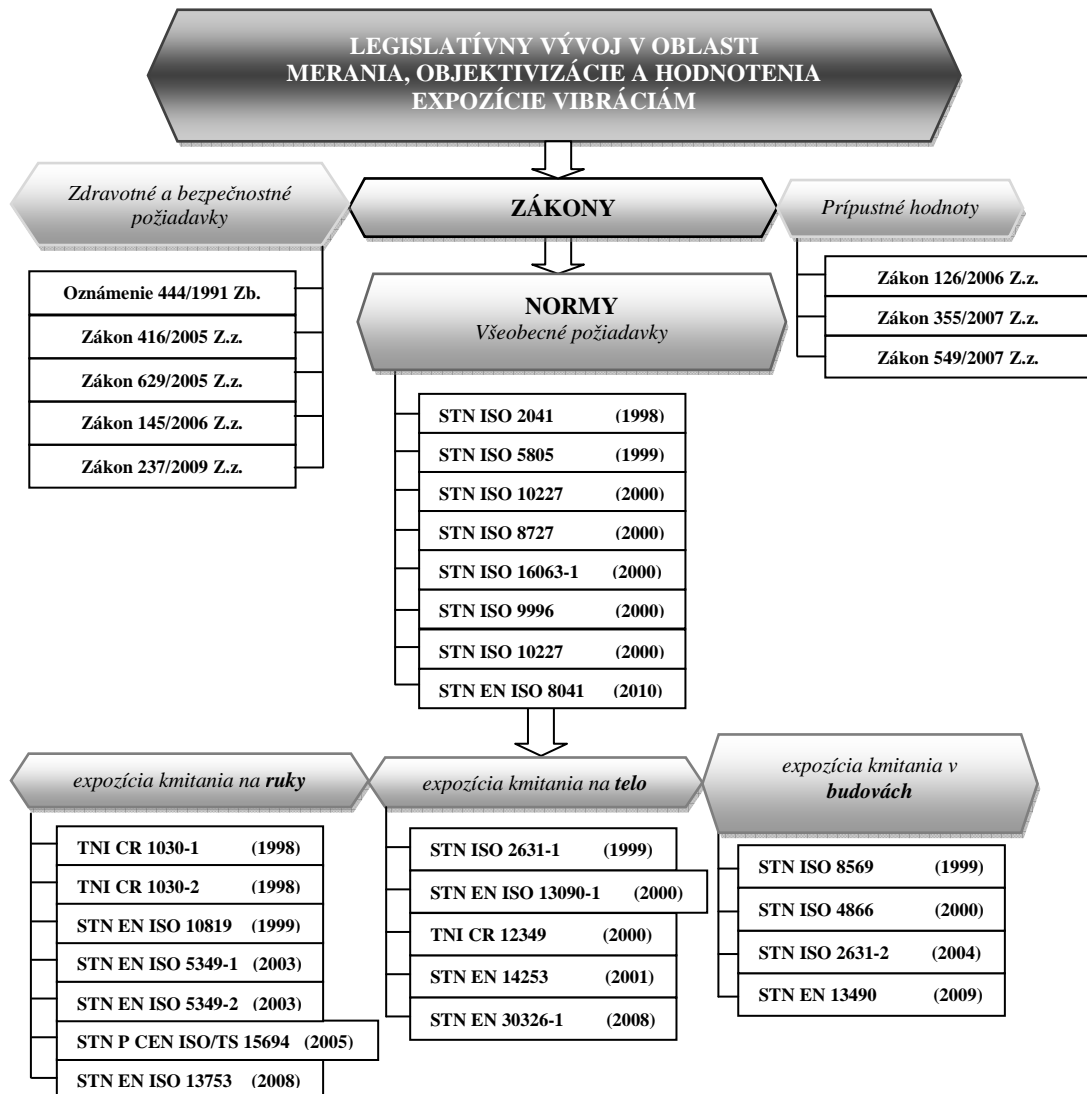 LEGISLATÍVNY VÝVOJ V OBLASTI
MERANIA, OBJEKTIVIZÁCIE A HODNOTENIA
EXPOZÍCIE VIBRÁCIÁM
Zdravotné a bezpečnostné
požiadavky
ZÁKONY
Prípustné hodnoty
Oznámenie 444/1991 Zb.
Zákon 416/2005 Z.z.
Zákon 629/2005 Z.z.
Zákon 145/2006 Z.z.
Zákon 237/2009 Z.z.
Zákon 126/2006 Z.z.
Zákon 355/2007 Z.z.
Zákon 549/2007 Z.z.
NORMY
Všeobecné požiadavky
STN ISO 2041 (1998)
STN ISO 5805 (1999)
STN ISO 10227 (2000)
STN ISO 8727 (2000)
STN ISO 16063-1 (2000)
STN ISO 9996 (2000)
STN ISO 10227 (2000)
STN EN ISO 8041 (2010)
expozícia kmitania na ruky
TNI CR 1030-1 (1998)
TNI CR 1030-2 (1998)
STN EN ISO 10819 (1999)
STN EN ISO 5349-1 (2003)
STN EN ISO 5349-2 (2003)
STN P CEN ISO/TS 15694 (2005)
STN EN ISO 13753 (2008)
expozícia kmitania na telo
STN ISO 2631-1 (1999)
STN EN ISO 13090-1 (2000)
TNI CR 12349 (2000)
STN EN 14253 (2001)
STN EN 30326-1 (2008)
expozícia kmitania v
budovách
STN ISO 8569 (1999)
STN ISO 4866 (2000)
STN ISO 2631-2 (2004)
STN EN 13490 (2009)